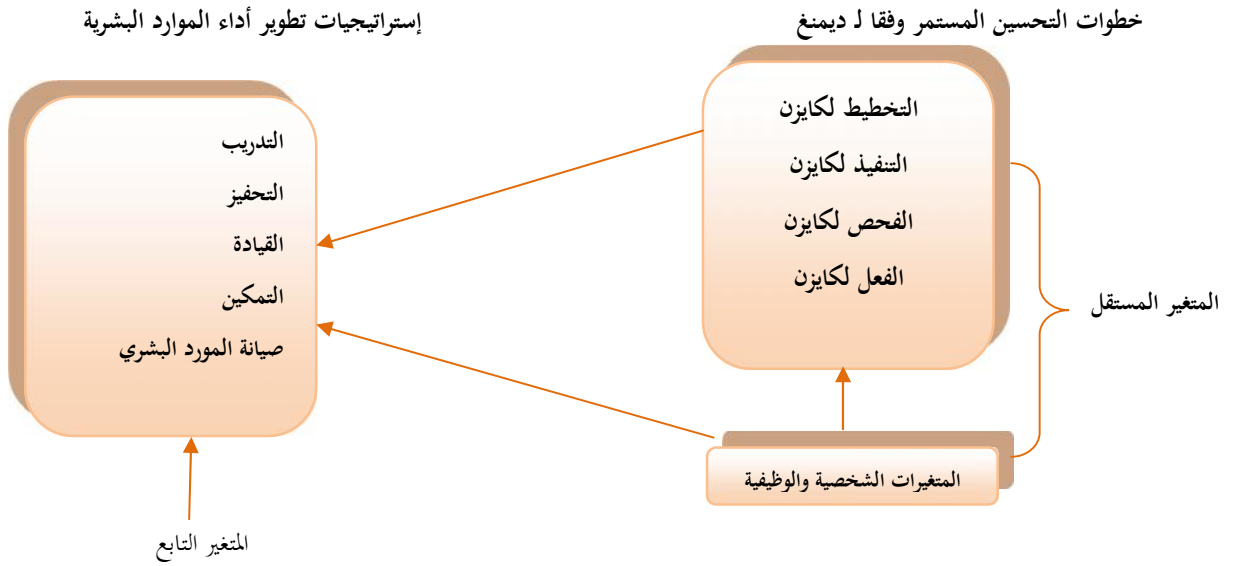 خطوات التحسين المستمر وفقا لـ ديمنغ
إستراتيجيات تطوير أداء الموارد البشرية
التخطيط لكايزن
التنفيذ لكايزن
الفحص لكايزن
الفعل لكايزن
المتغير المستقل
المتغيرات الشخصية والوظيفية
التدريب
التحفيز
القيادة
التمكين
صيانة المورد البشري
المتغير التابع